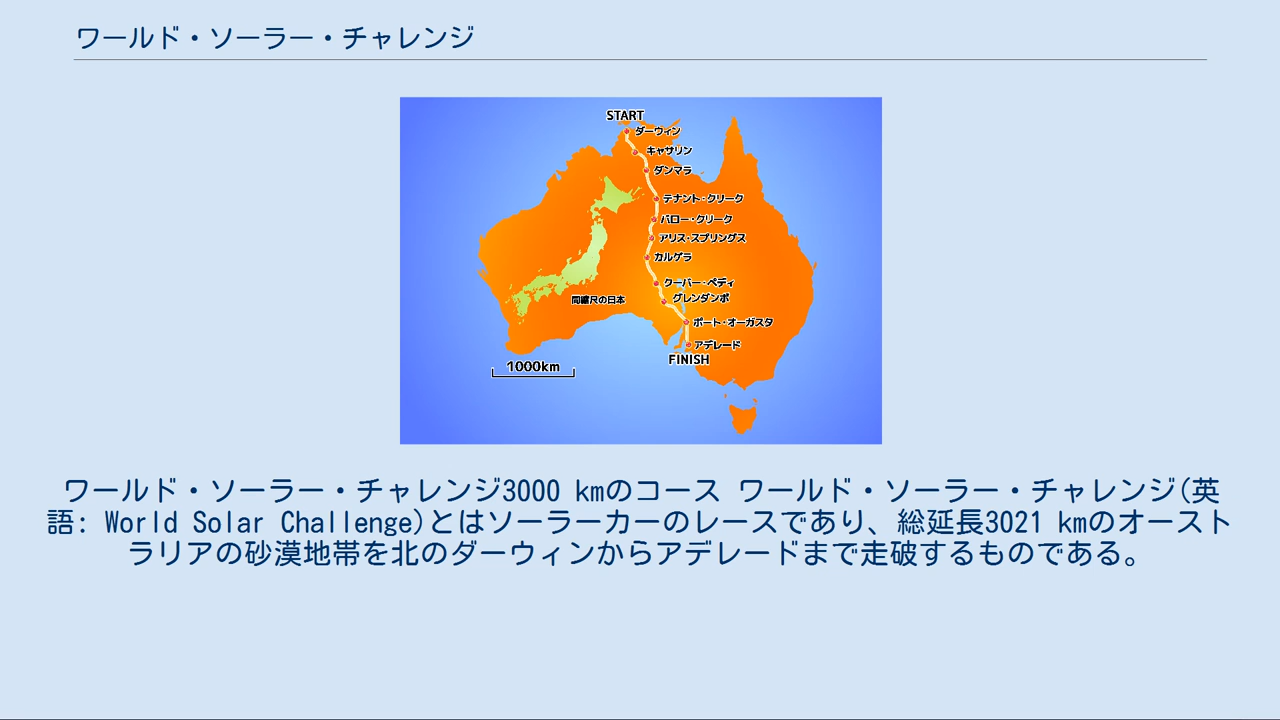 ワールド・ソーラー・チャレンジ
START
ダーウィン
キャサリン
ダンマラ
テナント・クリーク
バロー・クリーク
アリス・スプリングス
カルゲラ
クーバー・ペディ
グレンダンボ
同縮尺の日本
ポート・オーガスタ
アデレード
FINISH
1000km
ワールド・ソーラー・チャレンジ3000 kmのコース ワールド・ソーラー・チャレンジ(英
語: World Solar Challenge)とはソーラーカーのレースであり、総延長3021 kmのオースト
ラリアの砂漠地帯を北のダーウィンからアデレードまで走破するものである。